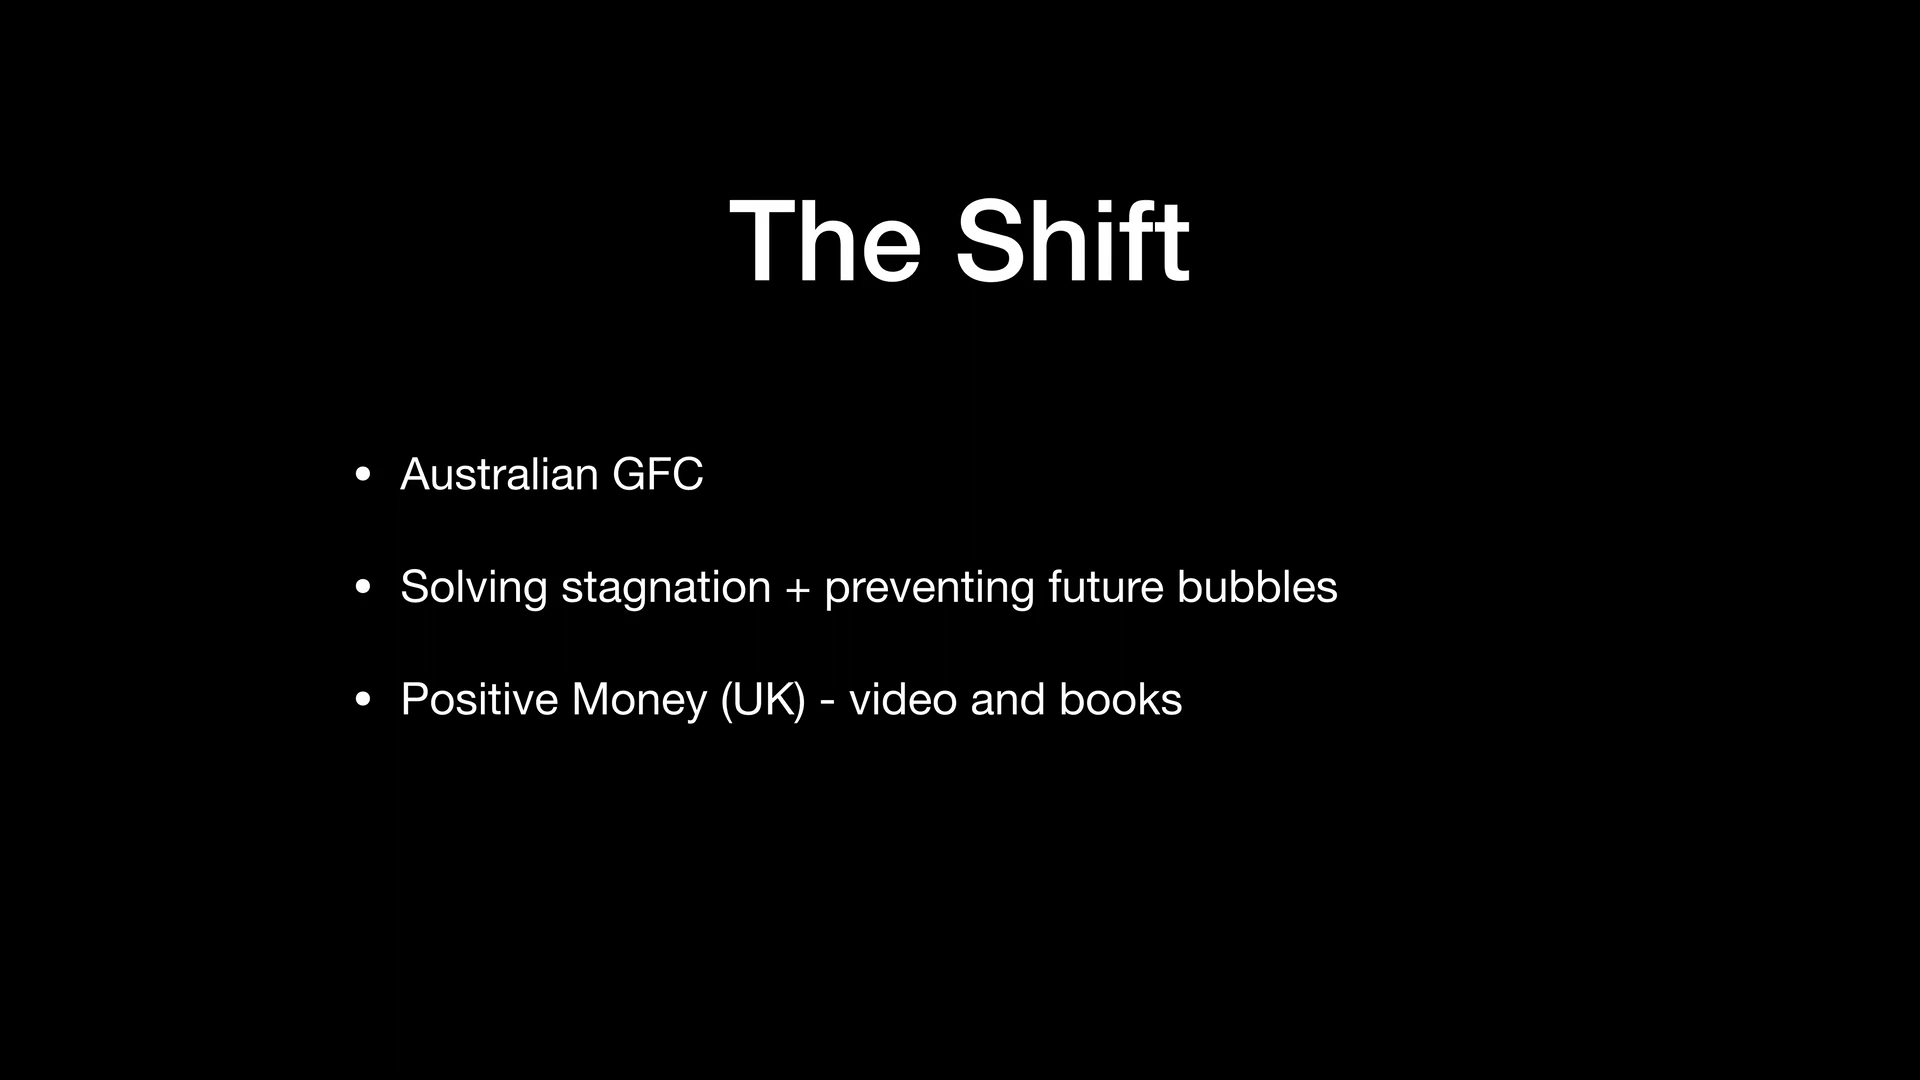 The Shift
• Australian GFC
• Solving stagnation + preventing future bubbles
• Positive Money (UK) - video and books